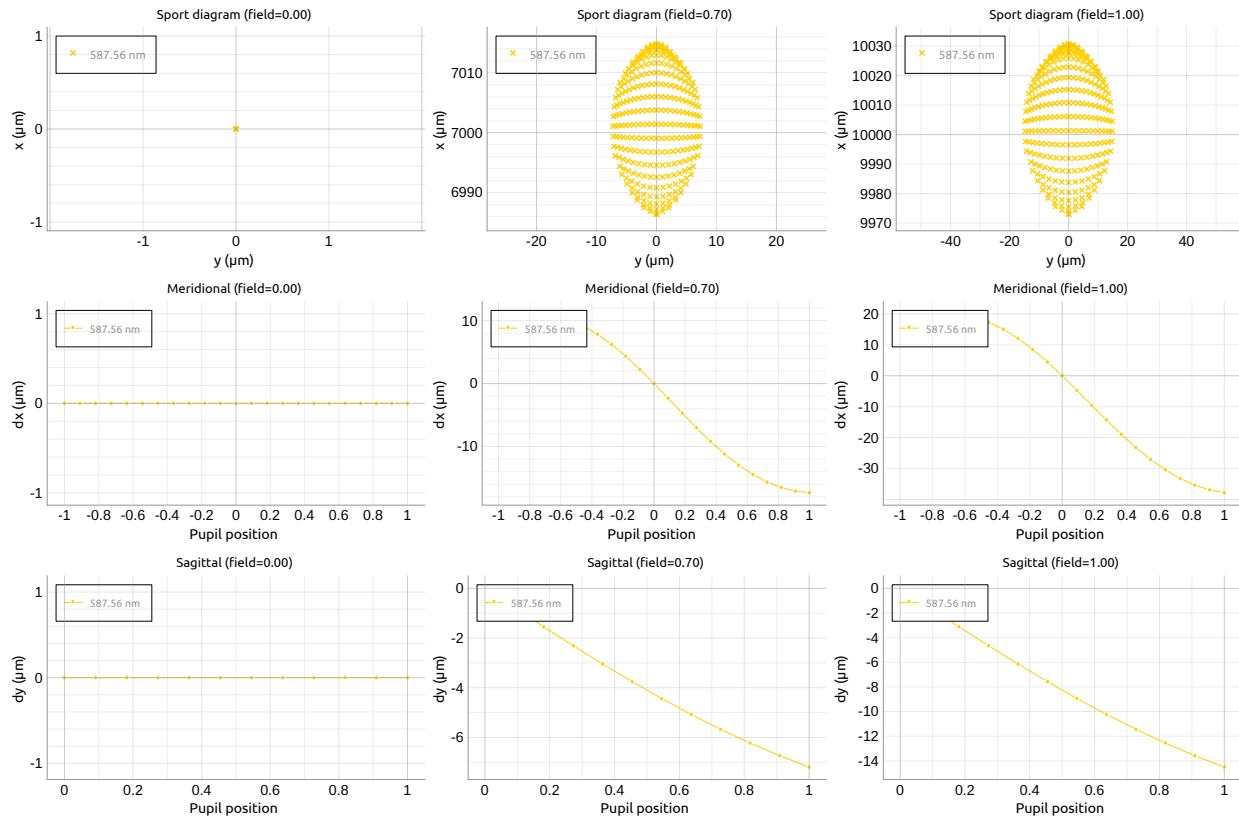 Sport diagram (field=0.00)
Sport diagram (field=0.70)
Sport diagram (field=1.00)
1
0
-1
x (μm)
587.56 nm
-1
0
1
y (μm)
7010
7000
6990
x (μm)
587.56 nm
-20
-10
0
10
20
y (μm)
10030
10020
10010
10000
9990
9980
9970
x (μm)
587.56 nm
-40
-20
0
20
40
y (μm)
Meridional (field=0.00)
Meridional (field=0.70)
Meridional (field=1.00)
1
0
-1
dx (μm)
587.56 nm
-1 -0.8 -0.6 -0.4 -0.2 0 0.2 0.4 0.6 0.8 1
Pupil position
10
0
-10
dx (μm)
587.56 nm
-1 -0.8 -0.6 -0.4 -0.2 0 0.2 0.4 0.6 0.8 1
Pupil position
20
10
0
-10
-20
-30
dx (μm)
587.56 nm
-1 -0.8 -0.6 -0.4 -0.2 0 0.2 0.4 0.6 0.8 1
Pupil position
Sagittal (field=0.00)
Sagittal (field=0.70)
Sagittal (field=1.00)
1
0
-1
dy (μm)
587.56 nm
0 0.2 0.4 0.6 0.8 1
Pupil position
0
-2
-4
-6
dy (μm)
587.56 nm
0 0.2 0.4 0.6 0.8 1
Pupil position
0
-2
-4
-6
-8
-10
-12
-14
dy (μm)
587.56 nm
0 0.2 0.4 0.6 0.8 1
Pupil position